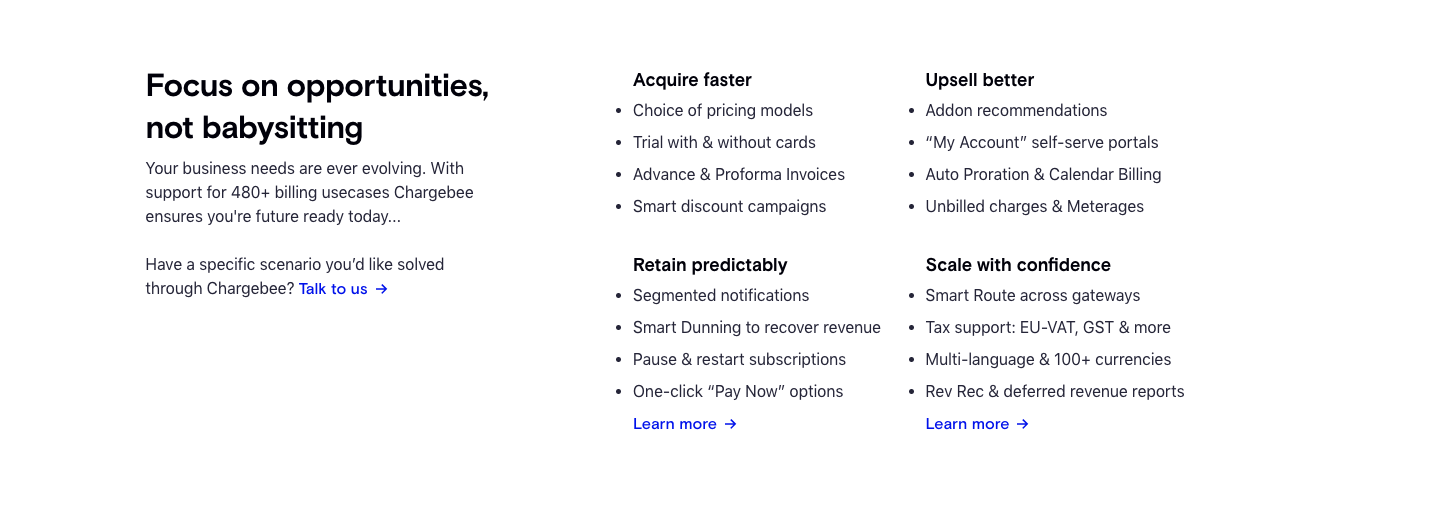 Focus on opportunities,
not babysitting
Your business needs are ever evolving. With
support for 480+ billing usecases Chargebee
ensures you're future ready today...
Have a specific scenario you’d like solved
through Chargebee? Talk to us →
Acquire faster
• Choice of pricing models
• Trial with & without cards
• Advance & Proforma Invoices
• Smart discount campaigns
Upsell better
• Addon recommendations
• “My Account” self-serve portals
• Auto Proration & Calendar Billing
• Unbilled charges & Meterages
Retain predictably
• Segmented notifications
• Smart Dunning to recover revenue
• Pause & restart subscriptions
• One-click “Pay Now” options
Learn more →
Scale with confidence
• Smart Route across gateways
• Tax support: EU-VAT, GST & more
• Multi-language & 100+ currencies
• Rev Rec & deferred revenue reports
Learn more →